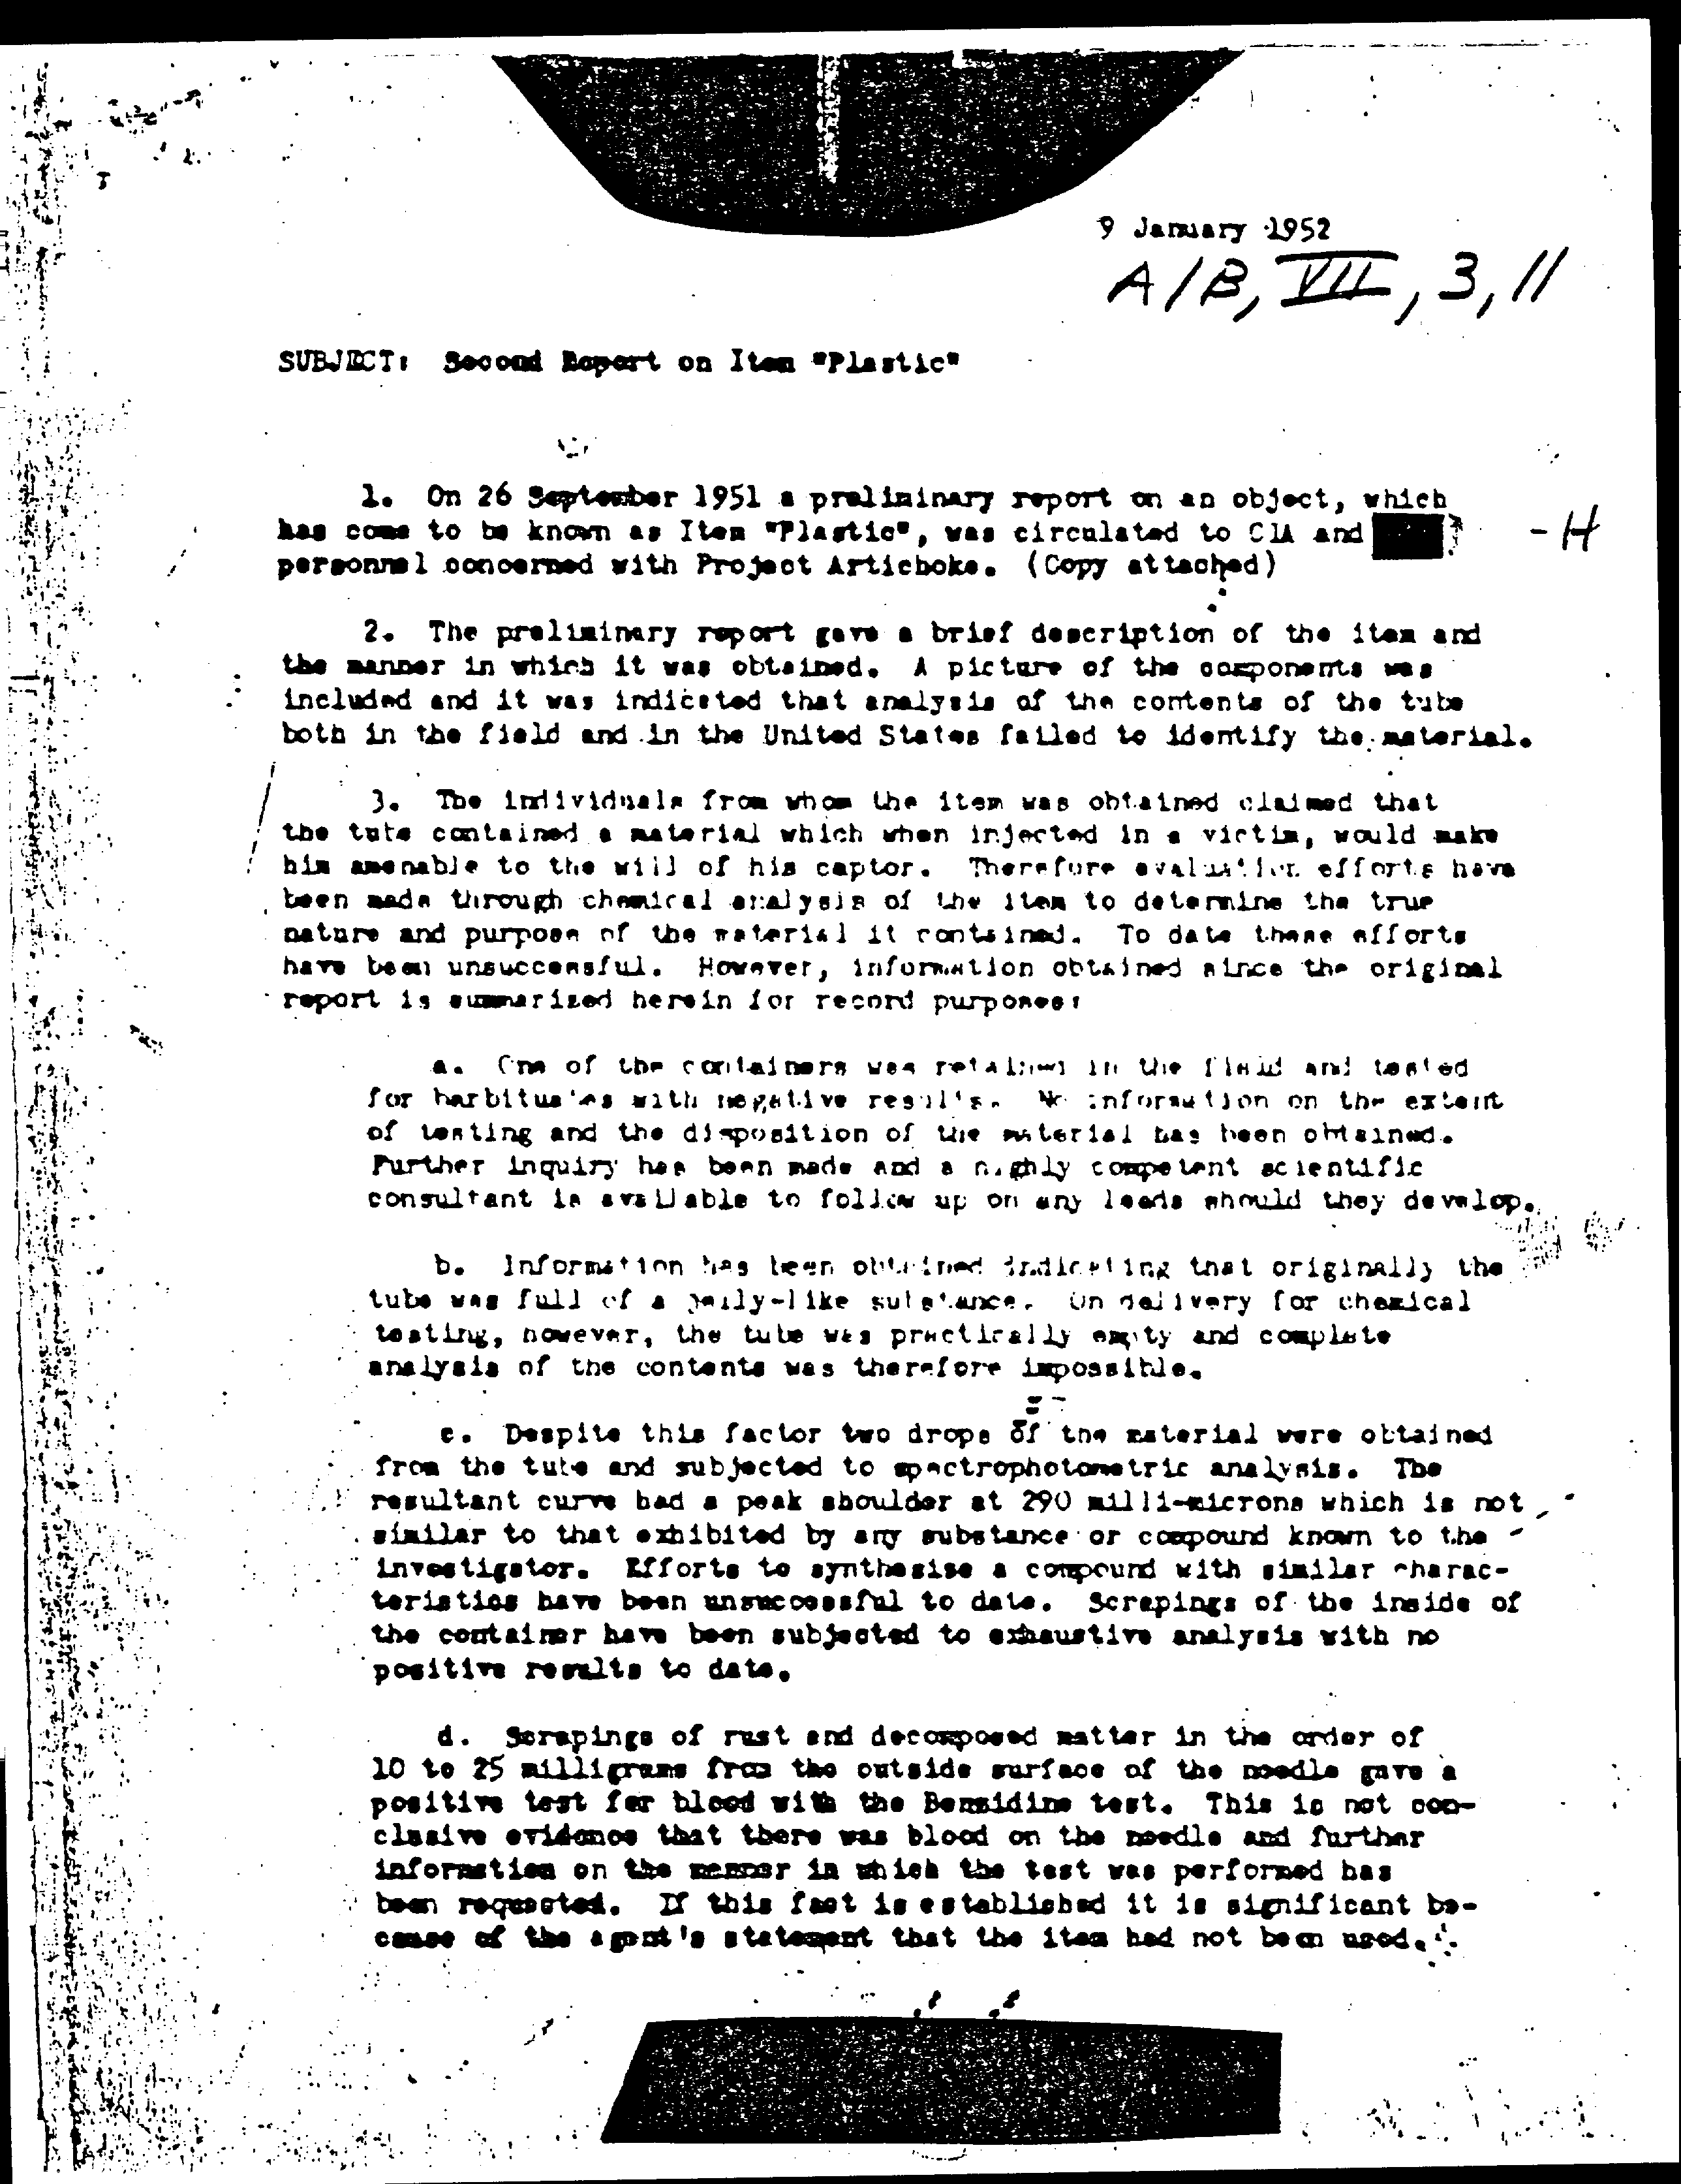 9 January 1952
A/B, VII, 3, 11
SUBJECT: Second Report on Item "Plastic"
1. On 26 September 1951 a preliminary report on an object, which
has come to be known as Item "Plastic", was circulated to CIA and
personnel concerned with Project Artichoke. (Copy attached)
- H
2. The preliminary report gave a brief description of the item and
the manner in which it was obtained. A picture of the components was
included and it was indicated that analysis of the contents of the tube
both in the field and in the United States failed to identify the material.
3. The individuals from whom the item was obtained claimed that
the tube contained a material which when injected in a victim, would make
him amenable to the will of his captor. Therefore evaluation efforts have
been made through chemical analysis of the item to determine the true
nature and purpose of the material it contained. To date these efforts
have been unsuccessful. However, information obtained since the original
report is summarized herein for record purposes:
a. One of the containers was retained in the field and tested
for barbituates with negative results. No information on the extent
of testing and the disposition of the material has been obtained.
Further inquiry has been made and a highly competent scientific
consultant is available to follow up on any leads should they develop.
b. Information has been obtained indicating that originally the
tube was full of a jelly-like substance. On delivery for chemical
testing, however, the tube was practically empty and complete
analysis of the contents was therefore impossible.
c. Despite this factor two drops of the material were obtained
from the tube and subjected to spectrophotometric analysis. The
resultant curve had a peak shoulder at 290 milli-microns which is not
similar to that exhibited by any substance or compound known to the
investigator. Efforts to synthesise a compound with similar charac-
teristics have been unsuccessful to date. Scrapings of the inside of
the container have been subjected to exhaustive analysis with no
positive results to date.
d. Scrapings of rust and decomposed matter in the order of
10 to 25 milligrams from the outside surface of the needle gave a
positive test for blood with the Benzidine test. This is not con-
clusive evidence that there was blood on the needle and further
information on the manner in which the test was performed has
been requested. If this fact is established it is significant be-
cause of the agent's statement that the item had not been used.